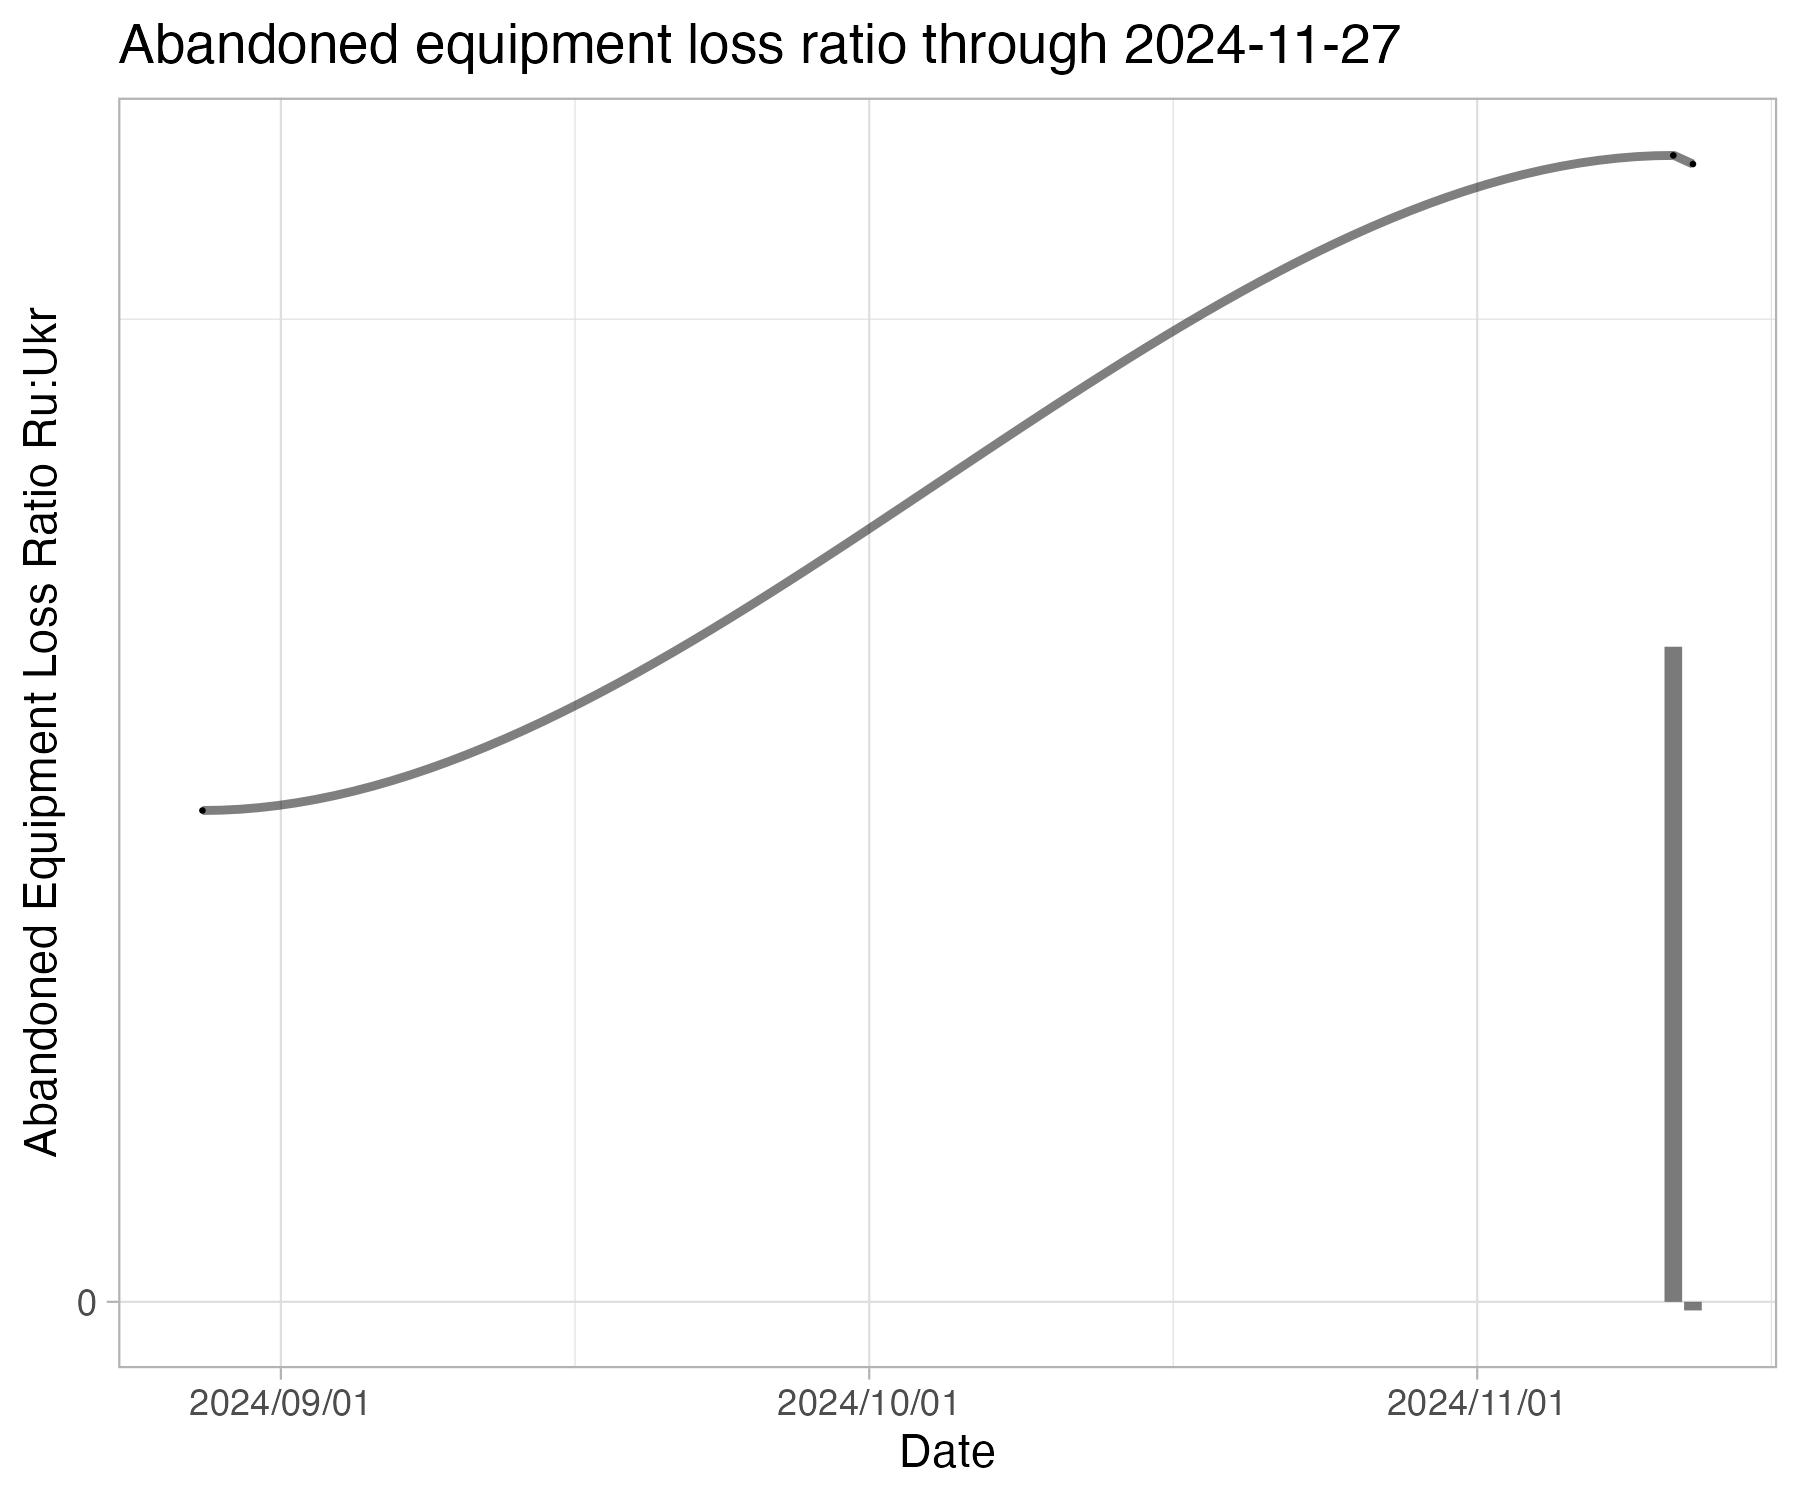 Abandoned equipment loss ratio through 2024-11-27
Abandoned Equipment Loss Ratio Ru:Ukr
0
2024/09/01
2024/10/01
2024/11/01
Date